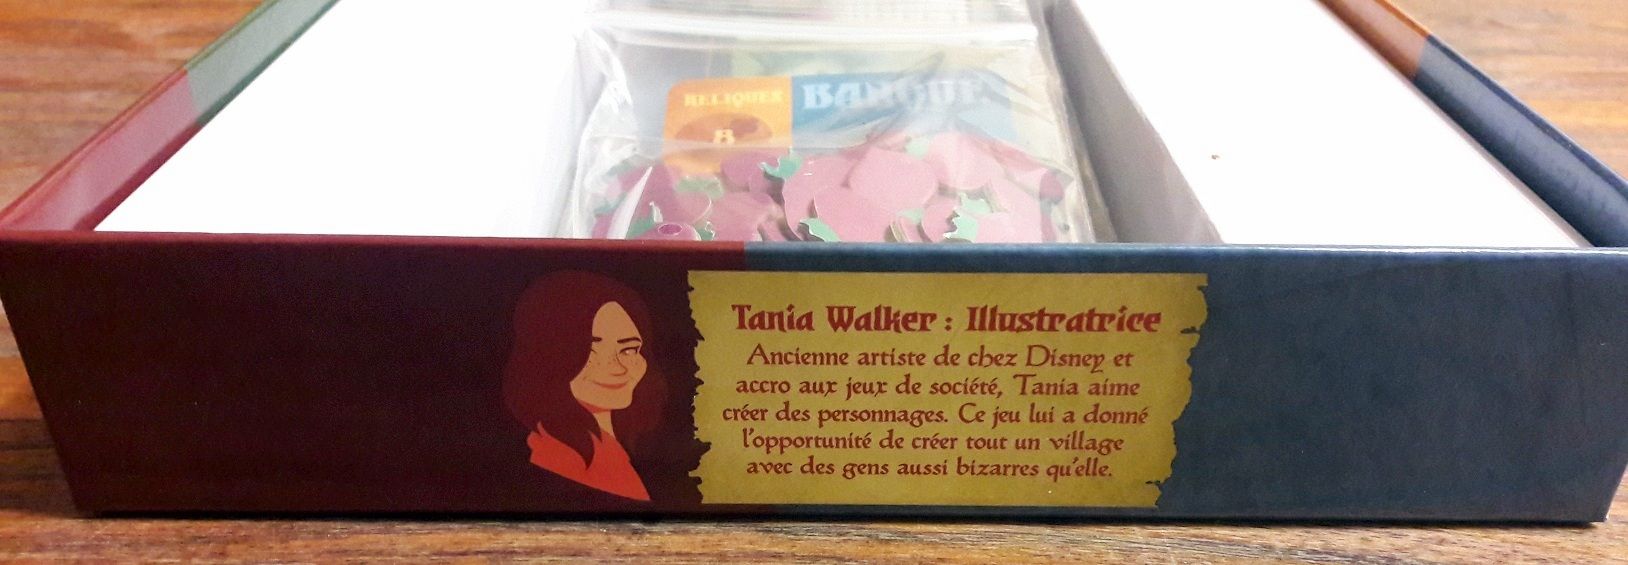 RELIQUES
BANQUE
8
Tania Walker : Illustratrice
Ancienne artiste de chez Disney et
accro aux jeux de société, Tania aime
créer des personnages. Ce jeu lui a donné
l'opportunité de créer tout un village
avec des gens aussi bizarres qu'elle.